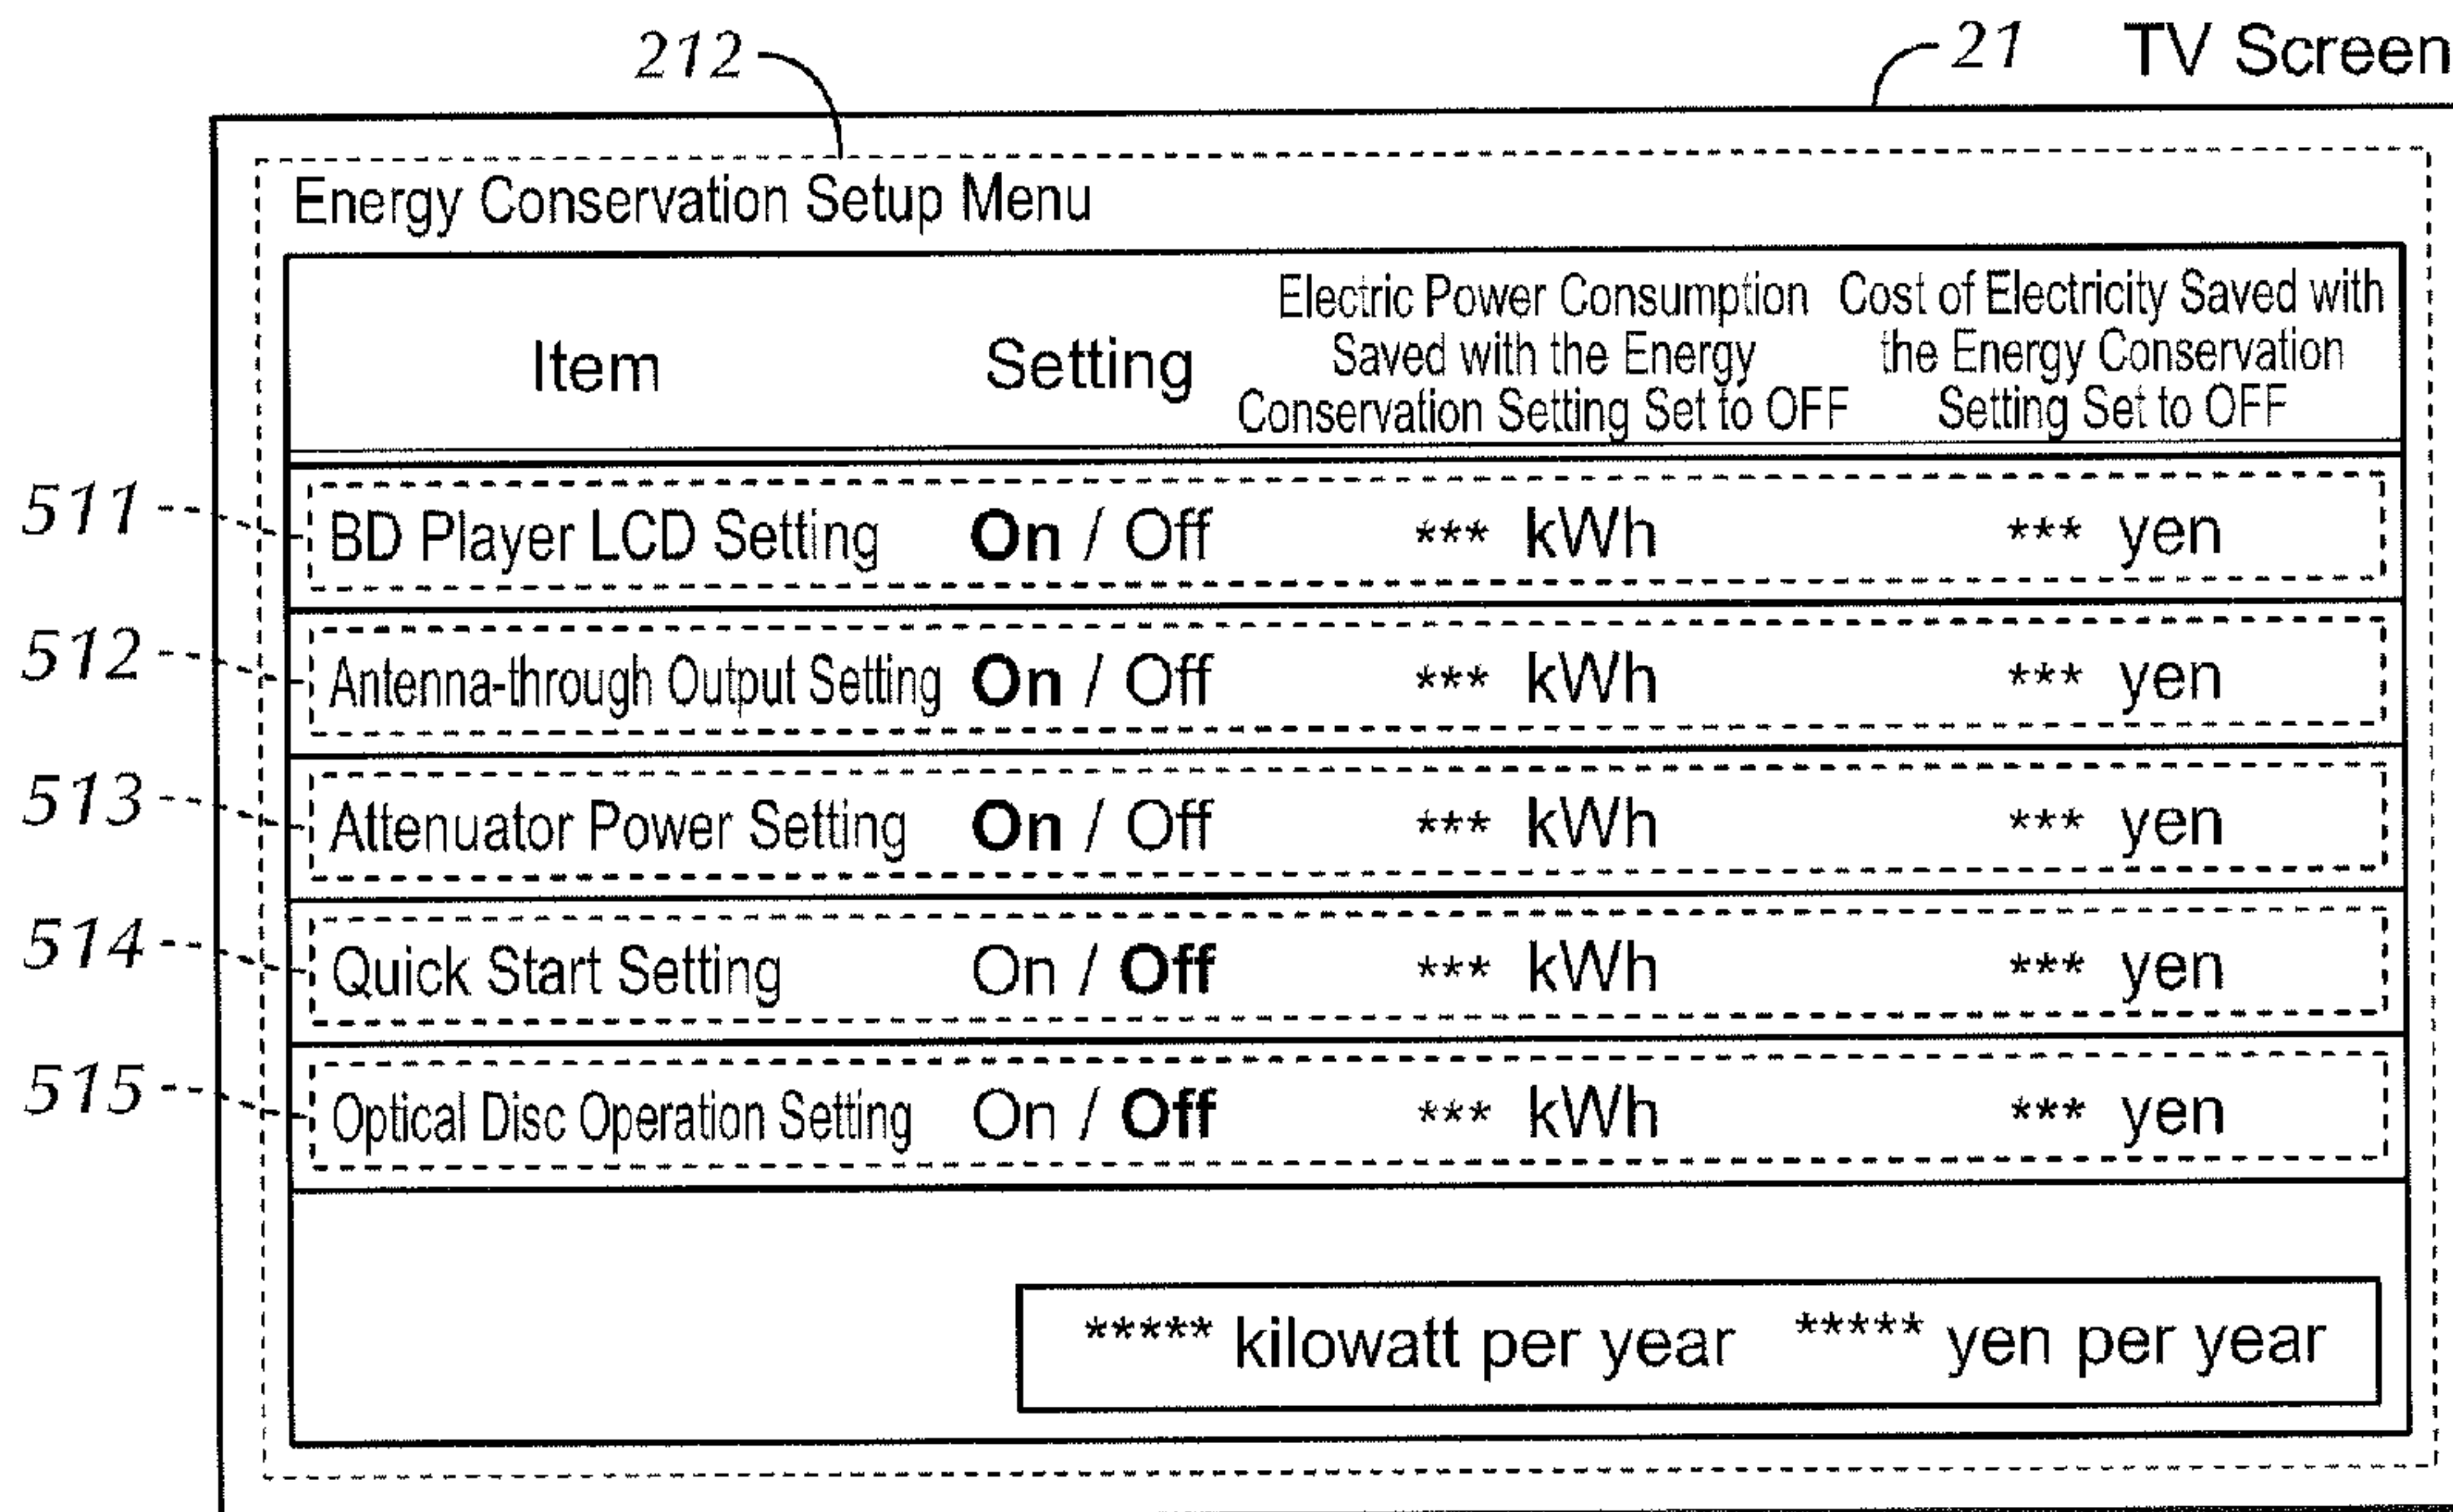 212 21 TV Screen
Energy Conservation Setup Menu
Item Setting Electric Power Consumption Saved with the Energy Conservation Setting Set to OFF Cost of Electricity Saved with the Energy Conservation Setting Set to OFF
511 BD Player LCD Setting On / Off *** kWh *** yen
512 Antenna-through Output Setting On / Off *** kWh *** yen
513 Attenuator Power Setting On / Off *** kWh *** yen
514 Quick Start Setting On / Off *** kWh *** yen
515 Optical Disc Operation Setting On / Off *** kWh *** yen
***** kilowatt per year ***** yen per year